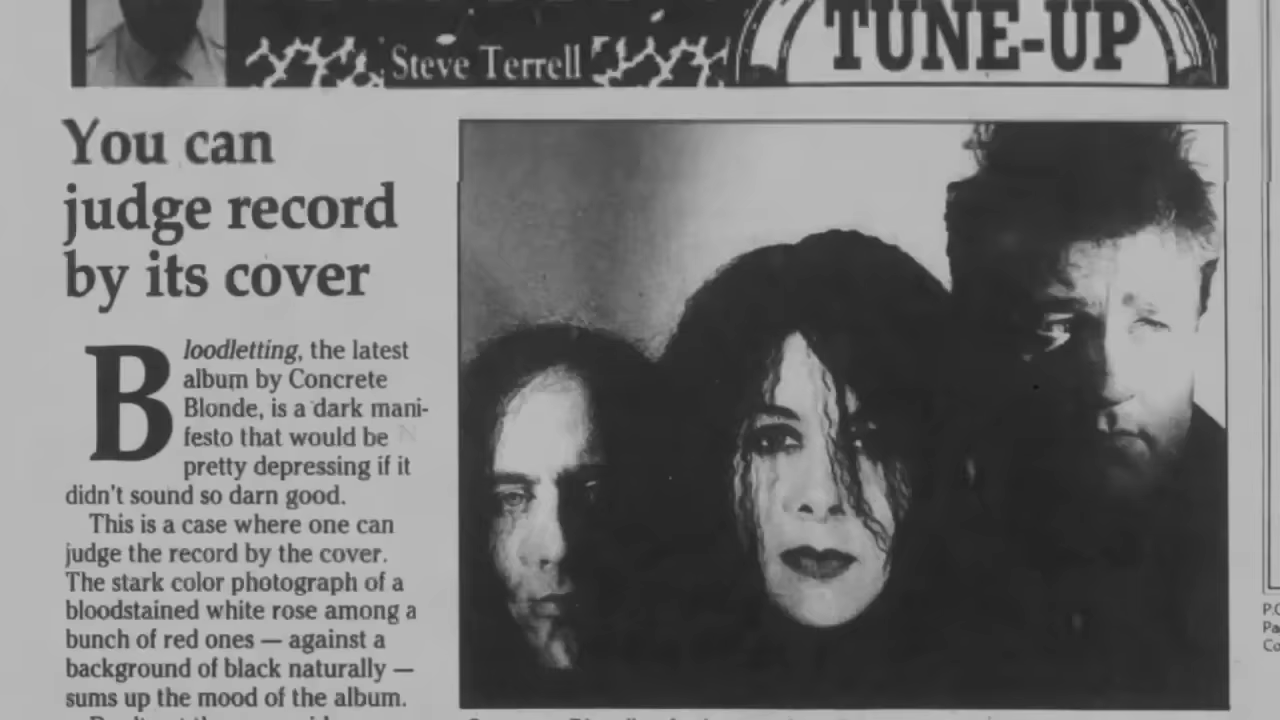 Steve Terrell
TUNE-UP
You can
judge record
by its cover
Bloodletting, the latest
album by Concrete
Blonde, is a dark mani-
festo that would be
pretty depressing if it
didn't sound so darn good.
This is a case where one can
judge the record by the cover.
The stark color photograph of a
bloodstained white rose among a
bunch of red ones — against a
background of black naturally —
sums up the mood of the album.